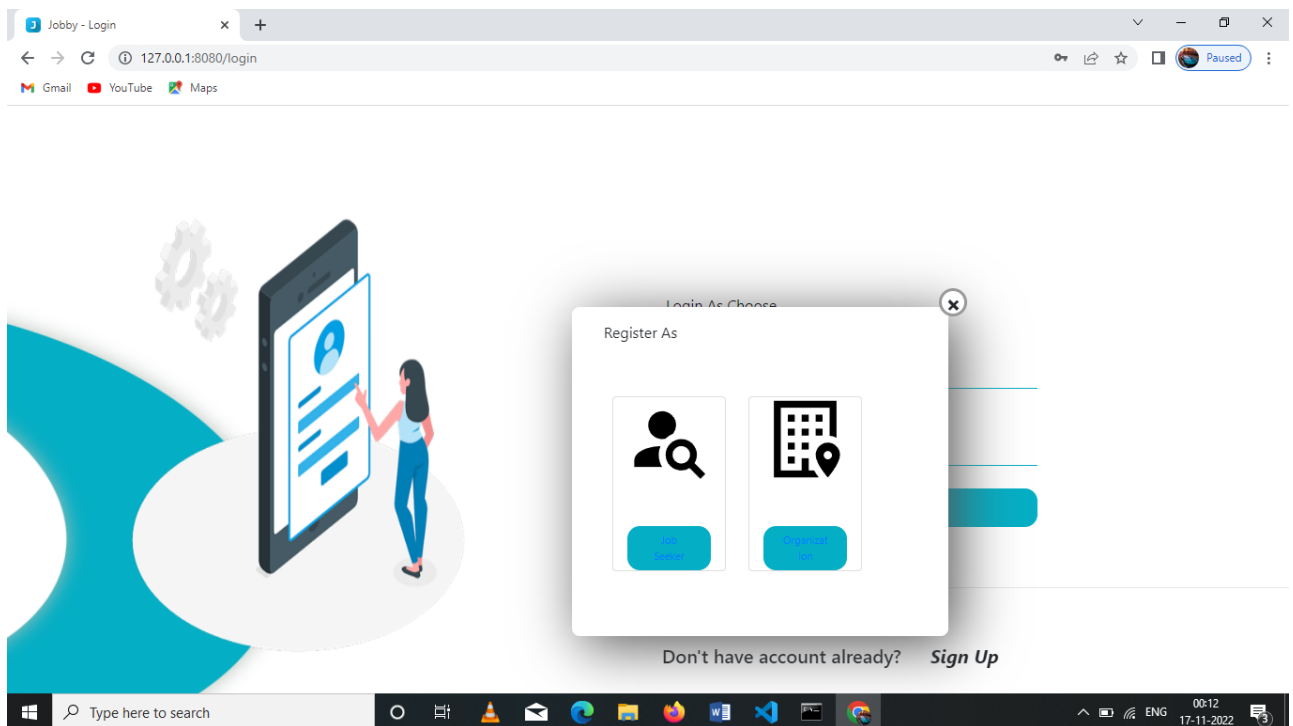 Jobby - Login
127.0.0.1:8080/login
Paused
Gmail YouTube Maps
Login As Choose
Register As
Job
Seeker
Organizat
ion
Don't have account already? Sign Up
Type here to search
ENG
00:12
17-11-2022
3